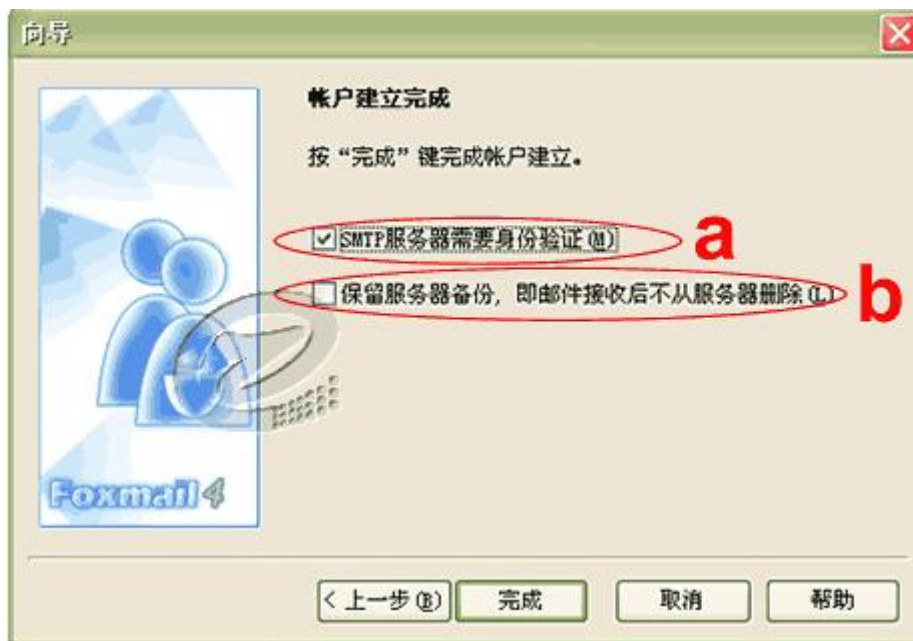 向导
帐户建立完成
按“完成”键完成帐户建立。
SMTP服务器需要身份验证(M)
a
保留服务器备份，即邮件接收后不从服务器删除(L)
b
Foxmail 4
< 上一步(B)
完成
取消
帮助